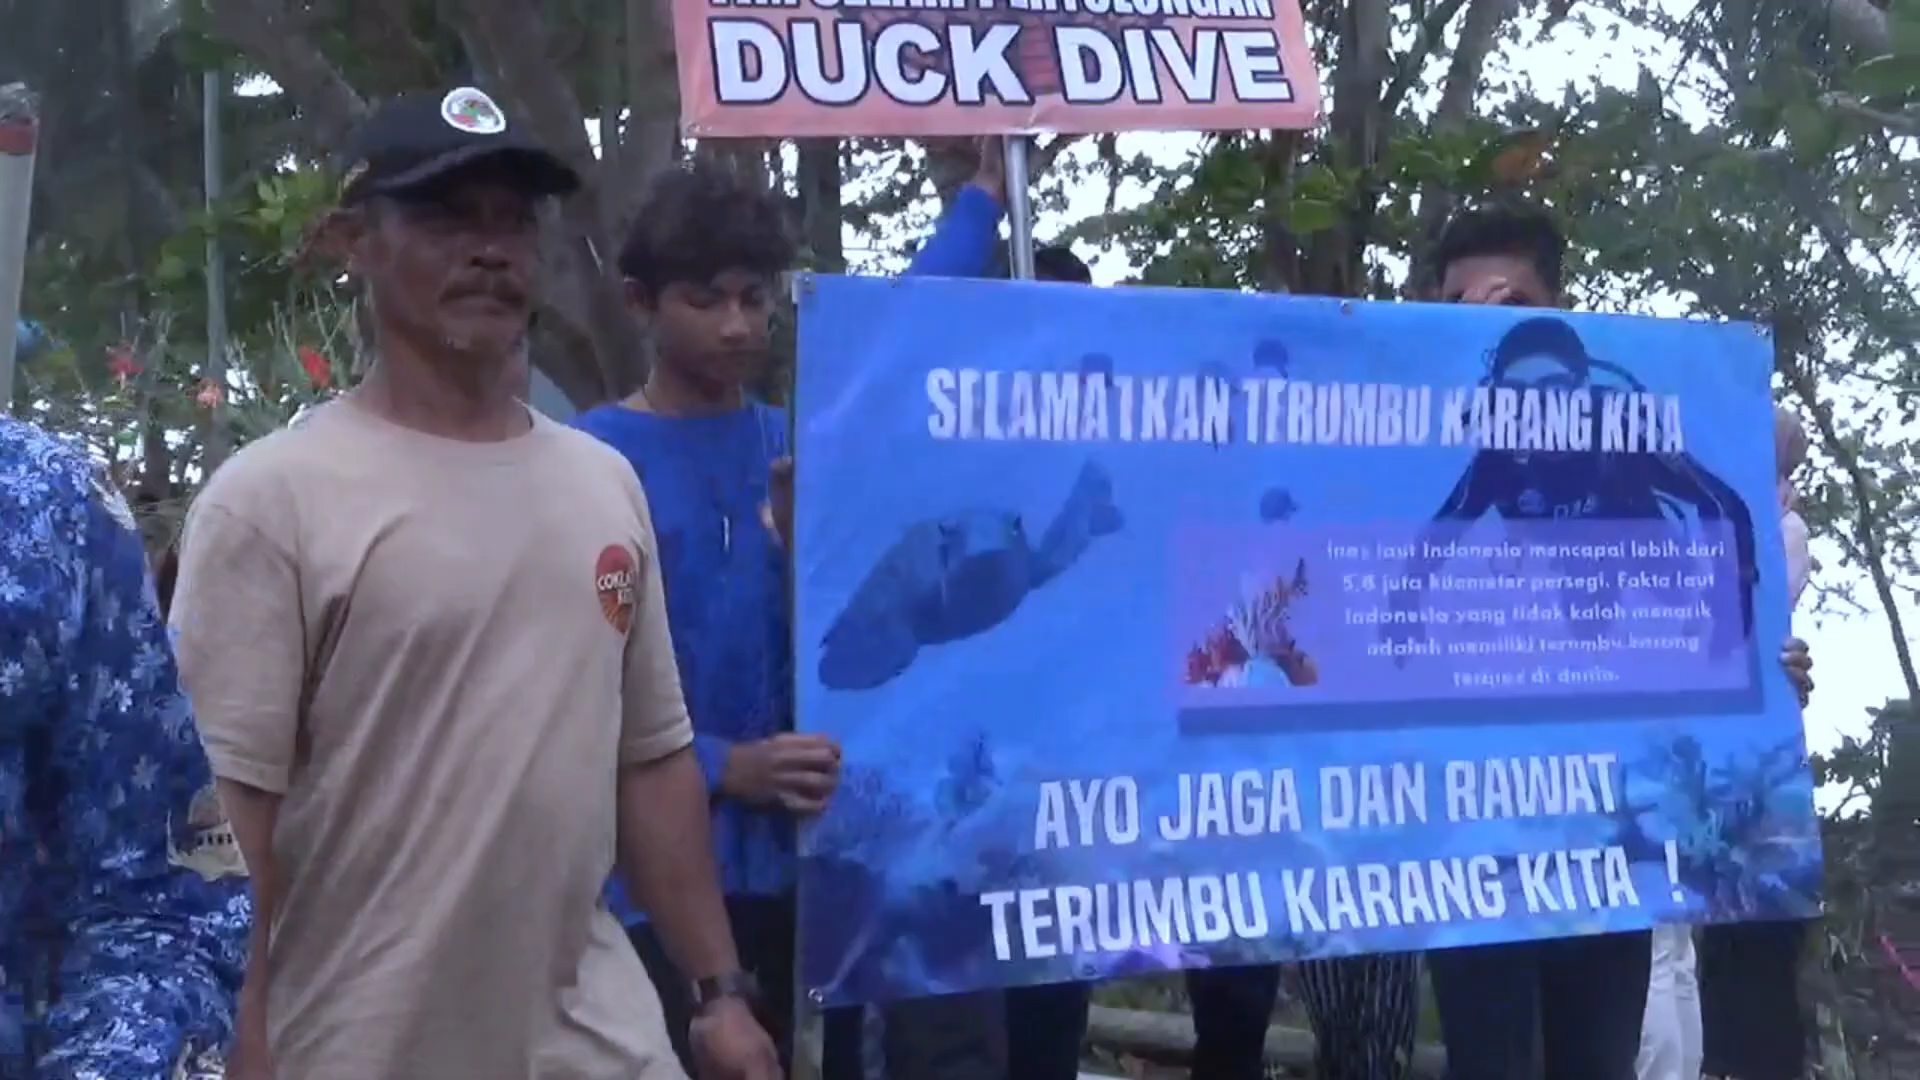 DUCK DIVE
SELAMATKAN TERUMBU KARANG KITA
laut Indonesia mencapai lebih dari
5,8 juta kilometer persegi. Fakta laut
Indonesia yang tidak kalah menarik
adalah memiliki terumbu karang
di dunia.
AYO JAGA DAN RAWAT
TERUMBU KARANG KITA !